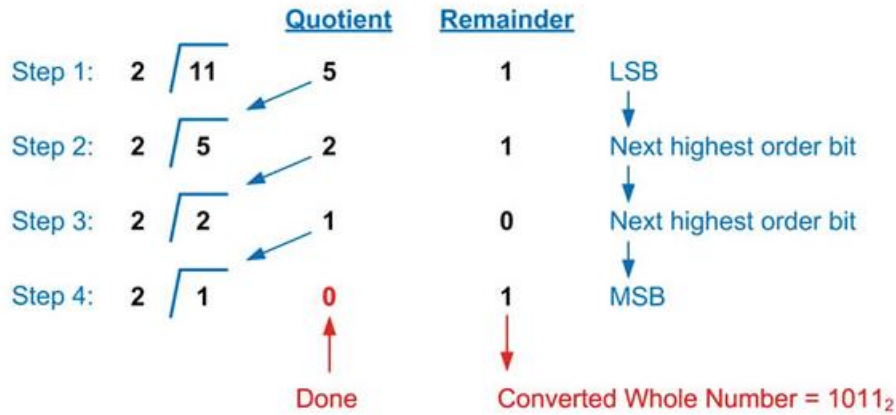 Quotient Remainder
Step 1: 2 11 5 1 LSB
Step 2: 2 5 2 1 Next highest order bit
Step 3: 2 2 1 0 Next highest order bit
Step 4: 2 1 0 1 MSB
Done Converted Whole Number = 1011₂